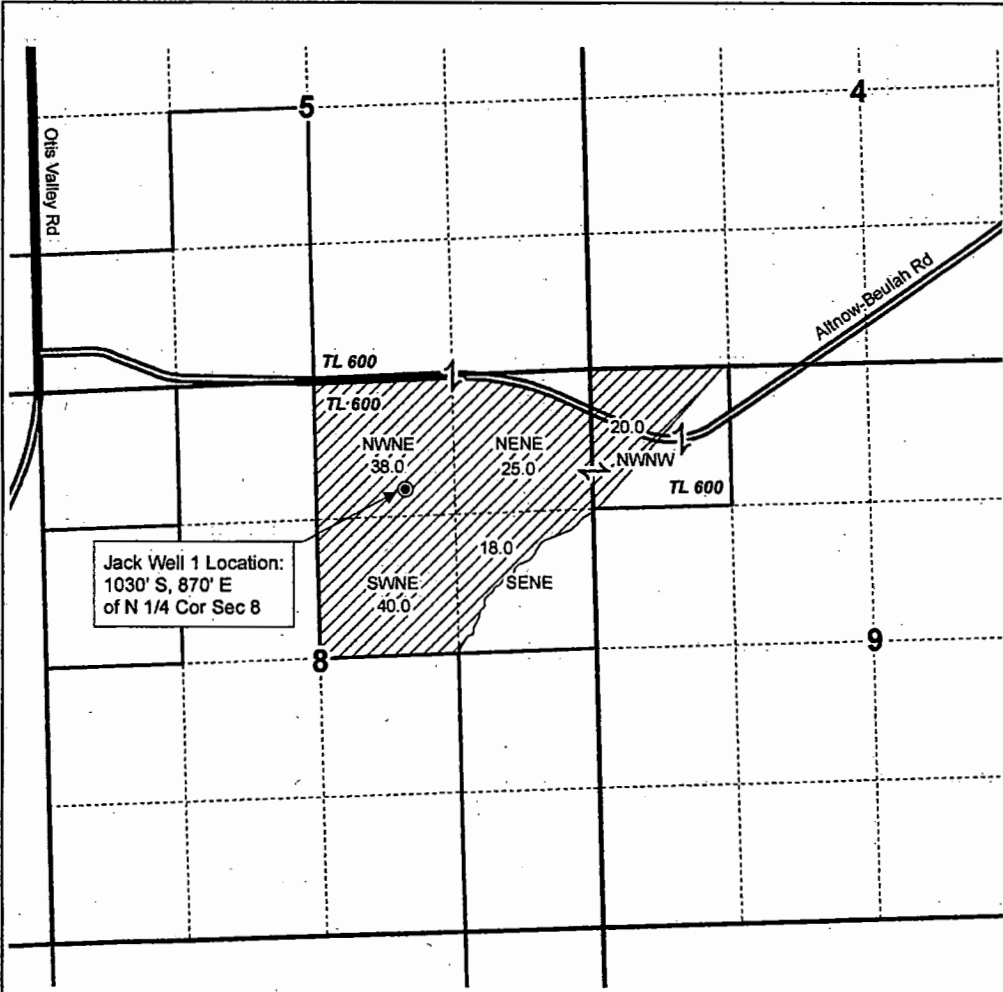 5
4
Otis Valley Rd
Altnow-Beulah Rd
TL 600
TL 600
NWNE
38.0
NENE
25.0
20.0
NWNW
TL 600
Jack Well 1 Location:
1030' S, 870' E
of N 1/4 Cor Sec 8
18.0
SWNE
40.0
SENE
8
9